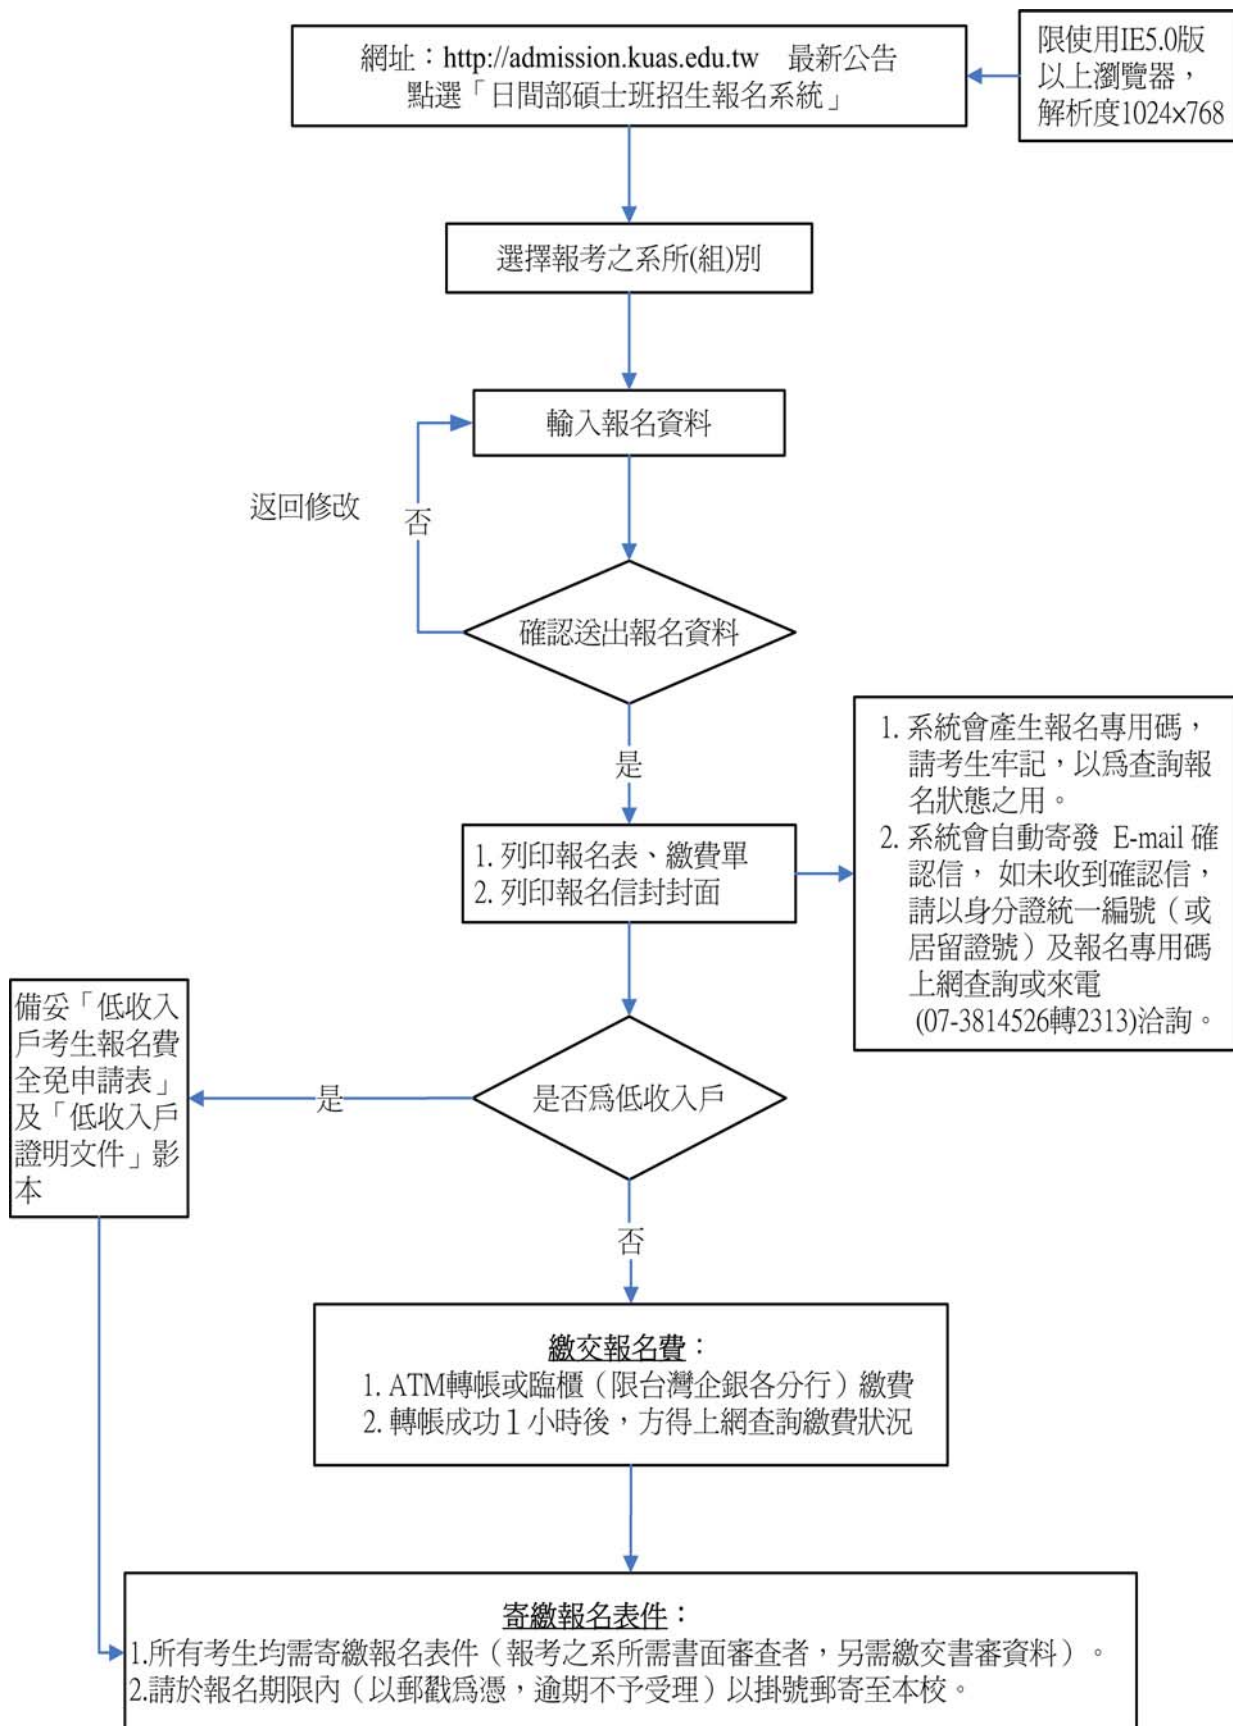 網址：http://admission.kuas.edu.tw 最新公告
點選「日間部碩士班招生報名系統」
限使用IE5.0版
以上瀏覽器，
解析度1024x768
選擇報考之系所(組)別
輸入報名資料
返回修改
否
確認送出報名資料
是
1. 列印報名表、繳費單
2. 列印報名信封封面
1. 系統會產生報名專用碼，
請考生牢記，以爲查詢報
名狀態之用。
2. 系統會自動寄發 E-mail 確
認信， 如未收到確認信，
請以身分證統一編號（或
居留證號）及報名專用碼
上網查詢或來電
(07-3814526轉2313)洽詢。
是否爲低收入戶
是
備妥「低收入
戶考生報名費
全免申請表」
及「低收入戶
證明文件」影
本
否
繳交報名費：
1. ATM轉帳或臨櫃（限台灣企銀各分行）繳費
2. 轉帳成功１小時後，方得上網查詢繳費狀況
寄繳報名表件：
1.所有考生均需寄繳報名表件（報考之系所需書面審查者，另需繳交書審資料）。
2.請於報名期限內（以郵戳爲憑，逾期不予受理）以掛號郵寄至本校。